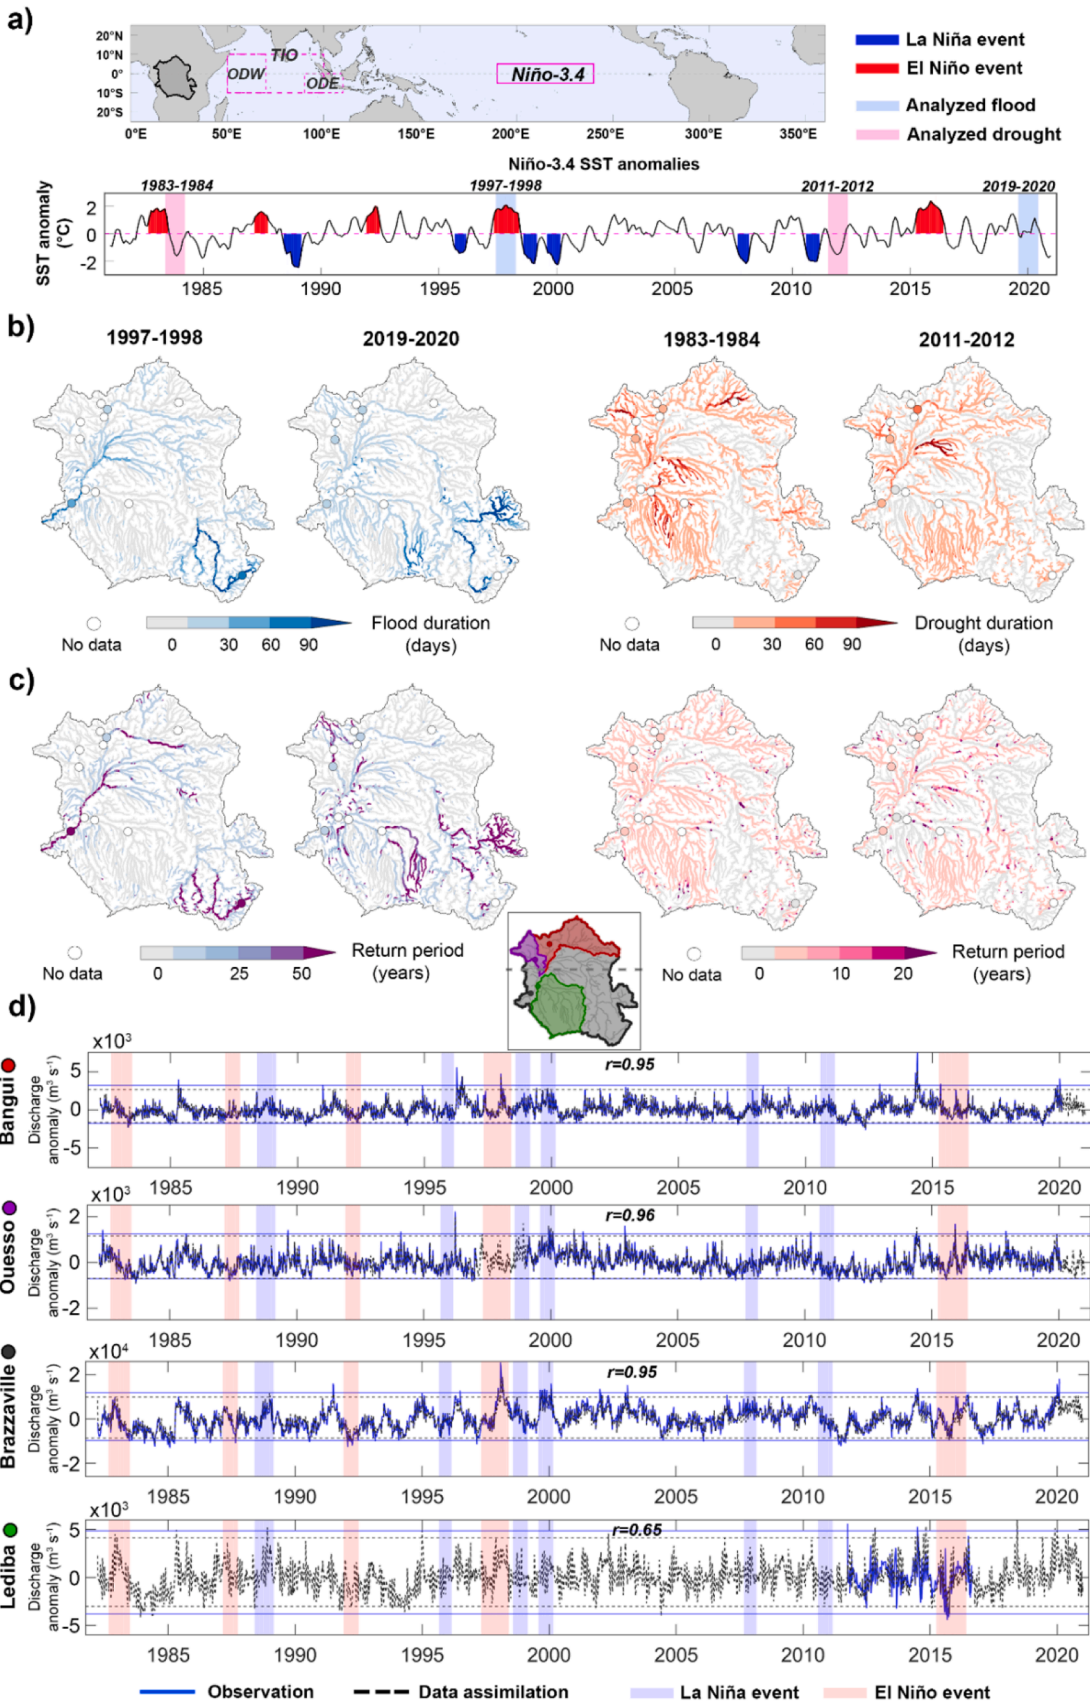 a)
25°N
10°N
0°
10°S
20°S
TIO
ODW
ODE
Niño-3.4
0°E 50°E 100°E 150°E 200°E 250°E 300°E 350°E
La Niña event
El Niño event
Analyzed flood
Analyzed drought
Niño-3.4 SST anomalies
1983-1984 1997-1998 2011-2012 2019-2020
SST anomaly
(°C)
2
0
-2
1985 1990 1995 2000 2005 2010 2015 2020
b)
1997-1998 2019-2020 1983-1984 2011-2012
No data
0 30 60 90
Flood duration
(days)
No data
0 30 60 90
Drought duration
(days)
c)
No data
0 25 50
Return period
(years)
No data
0 10 20
Return period
(years)
d)
x10³
Bangui
Discharge
anomaly (m³ s⁻¹)
5
0
-5
r=0.95
1985 1990 1995 2000 2005 2010 2015 2020
x10³
Ouesso
Discharge
anomaly (m³ s⁻¹)
2
0
-2
r=0.96
1985 1990 1995 2000 2005 2010 2015 2020
x10⁴
Brazzaville
Discharge
anomaly (m³ s⁻¹)
2
0
-2
r=0.95
1985 1990 1995 2000 2005 2010 2015 2020
x10³
Lediba
Discharge
anomaly (m³ s⁻¹)
5
0
-5
r=0.65
1985 1990 1995 2000 2005 2010 2015 2020
Observation Data assimilation La Niña event El Niño event